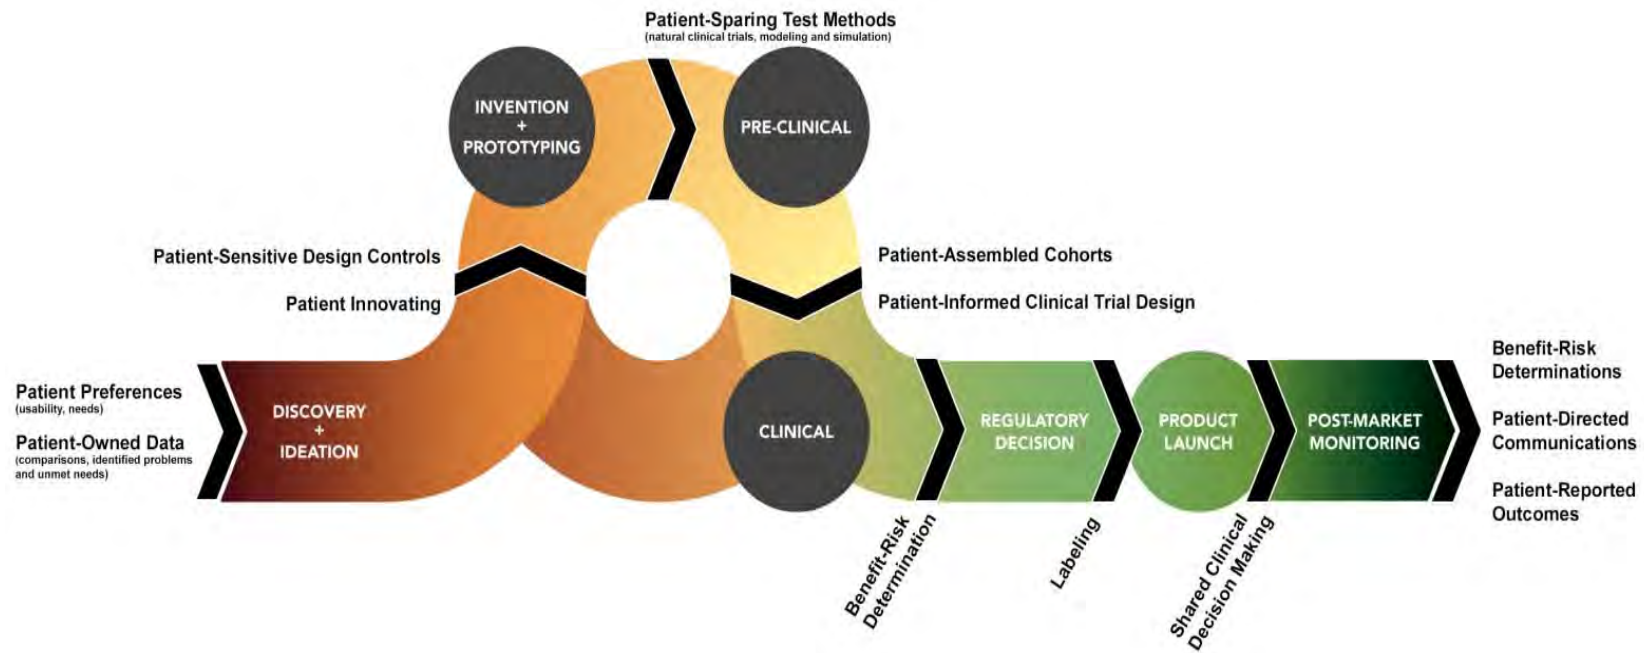 Patient-Sparing Test Methods
(natural clinical trials, modeling and simulation)
INVENTION
+
PROTOTYPING
PRE-CLINICAL
Patient-Sensitive Design Controls
Patient Innovating
Patient-Assembled Cohorts
Patient-Informed Clinical Trial Design
Patient Preferences
(usability, needs)
Patient-Owned Data
(comparisons, identified problems
and unmet needs)
DISCOVERY
+
IDEATION
CLINICAL
REGULATORY
DECISION
PRODUCT
LAUNCH
POST-MARKET
MONITORING
Benefit-Risk
Determinations
Patient-Directed
Communications
Patient-Reported
Outcomes
Benefit-Risk
Determination
Labeling
Shared Clinical
Decision Making